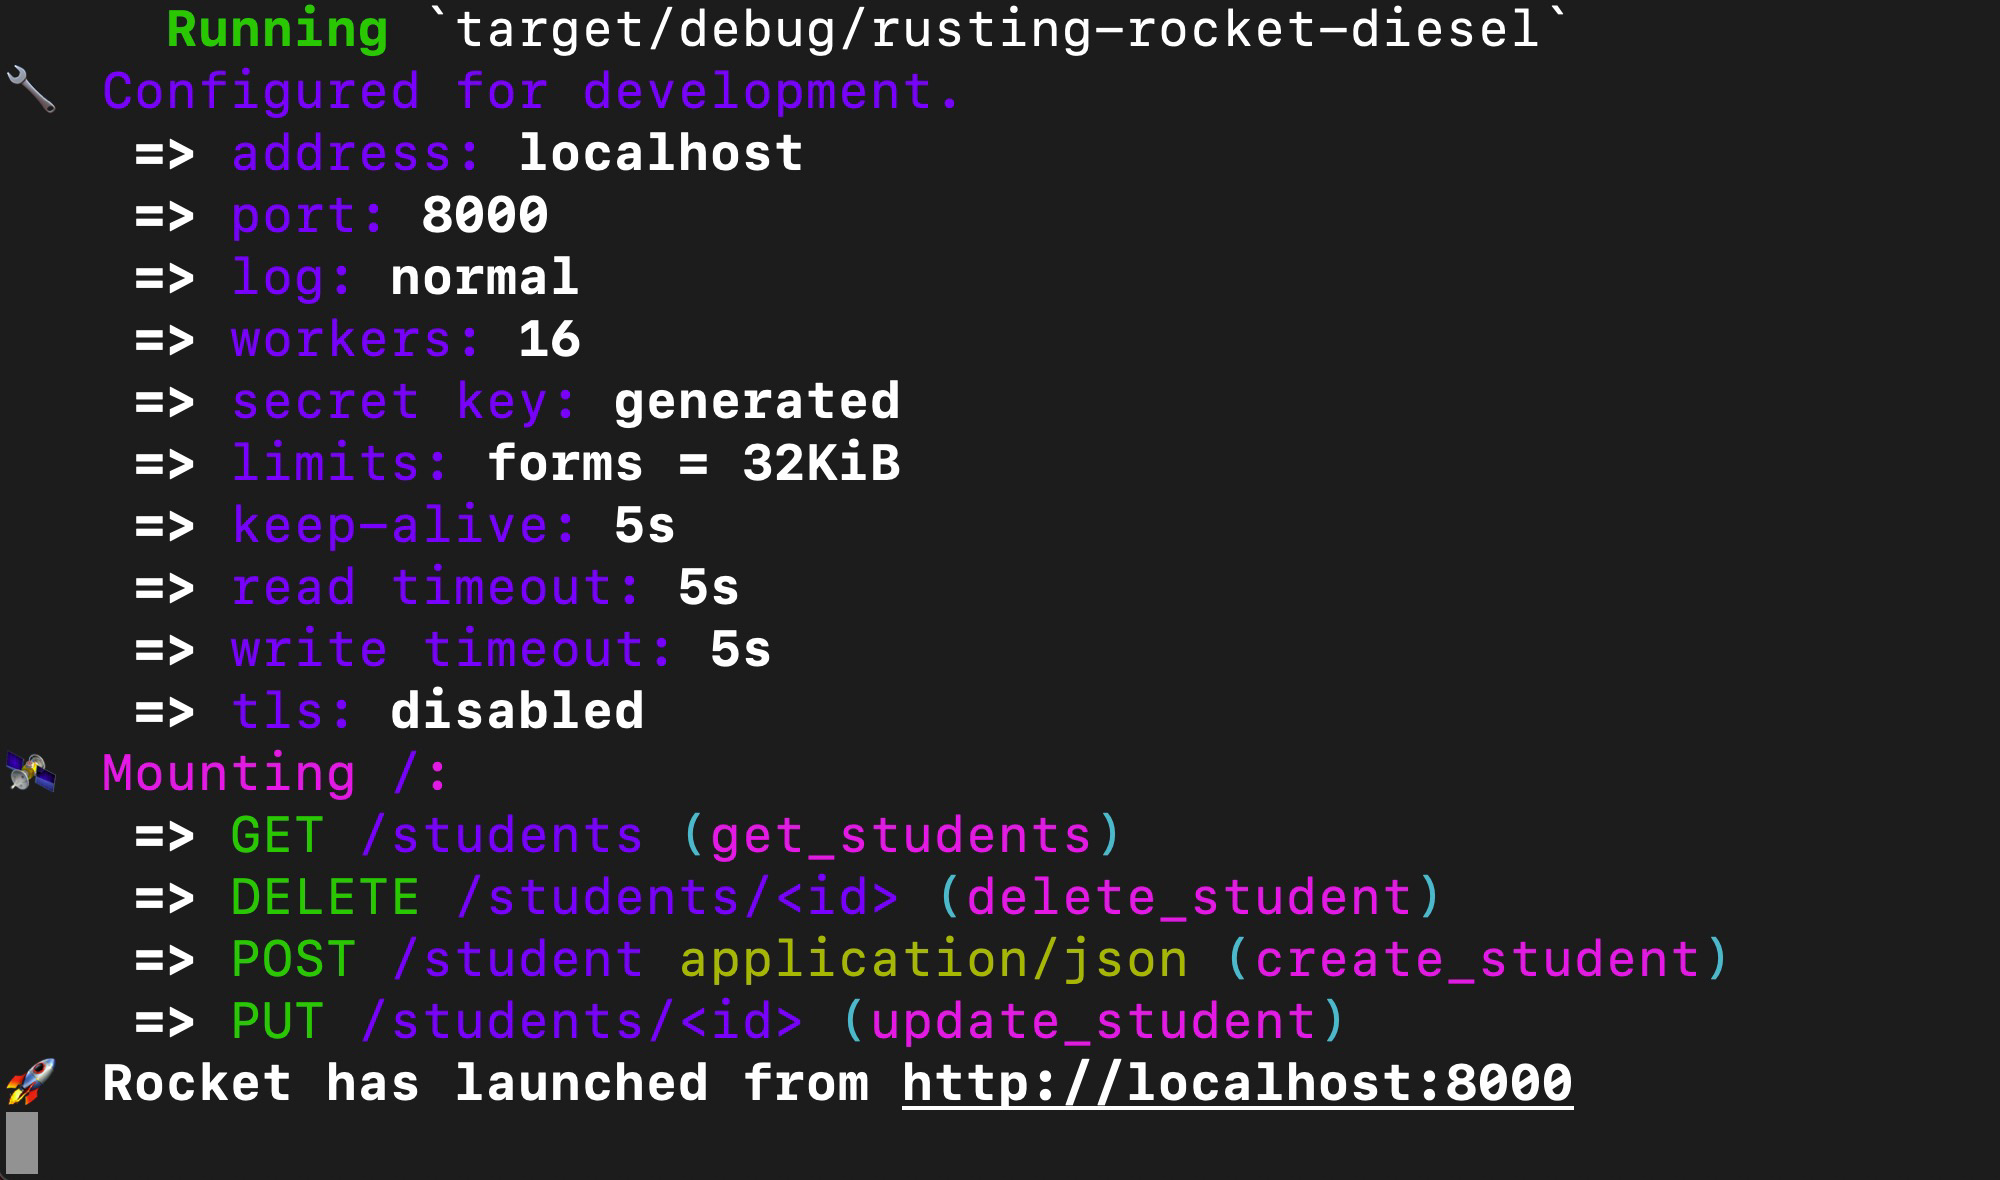 Running `target/debug/rusting-rocket-diesel`
🔧 Configured for development.
=> address: localhost
=> port: 8000
=> log: normal
=> workers: 16
=> secret key: generated
=> limits: forms = 32KiB
=> keep-alive: 5s
=> read timeout: 5s
=> write timeout: 5s
=> tls: disabled
🛰 Mounting /:
=> GET /students (get_students)
=> DELETE /students/<id> (delete_student)
=> POST /student application/json (create_student)
=> PUT /students/<id> (update_student)
🚀 Rocket has launched from http://localhost:8000